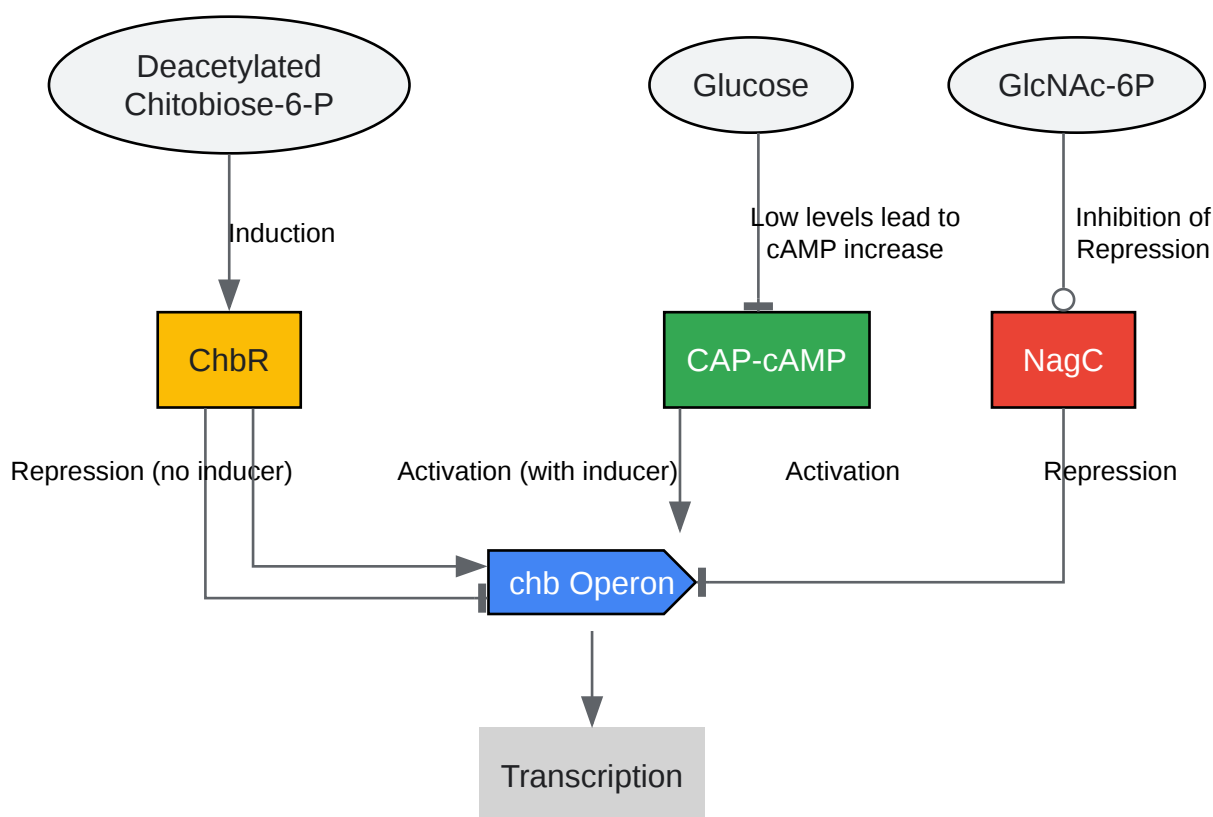 Deacetylated
Chitobiose-6-P
Glucose
GlcNAc-6P
Induction
Low levels lead to
cAMP increase
Inhibition of
Repression
ChbR
CAP-cAMP
NagC
Repression (no inducer)
Activation (with inducer)
Activation
Repression
chb Operon
Transcription